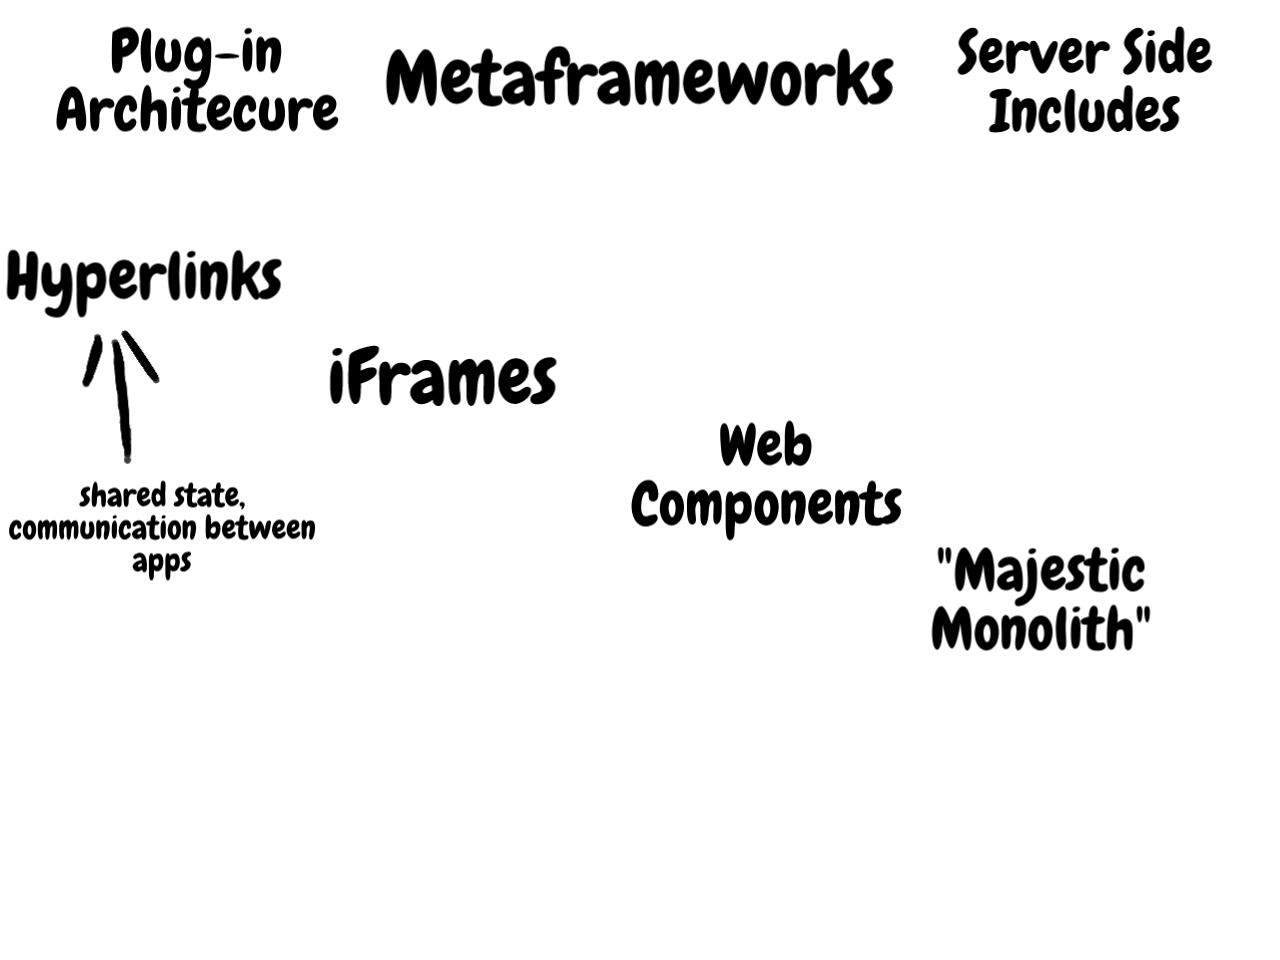 Plug-in
Architecure
Metaframeworks
Server Side
Includes
Hyperlinks
iFrames
Web
Components
shared state,
communication between
apps
"Majestic
Monolith"